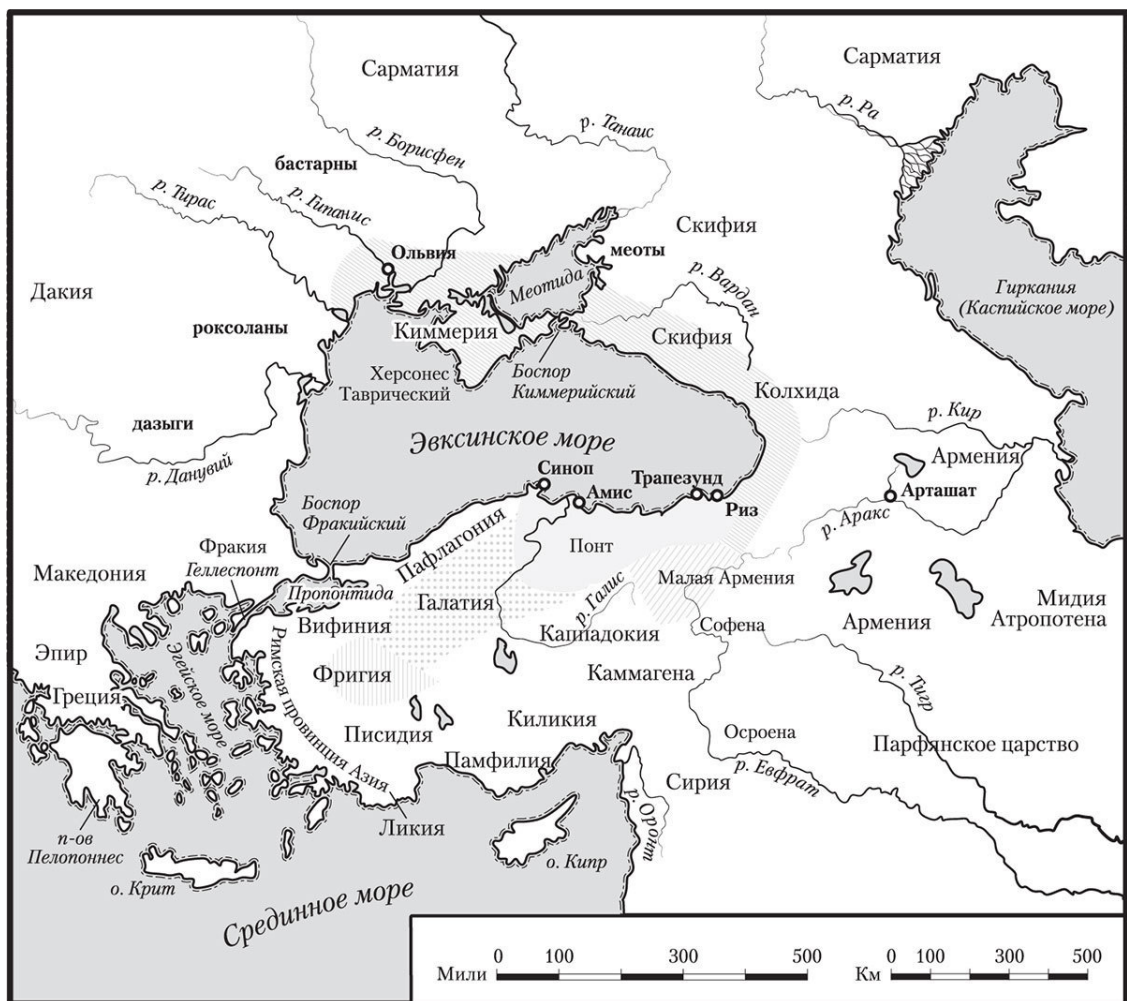 Сарматия
Сарматия
р. Ра
р. Танаис
р. Борисфен
бастарны
р. Тирас
р. Гипанис
Скифия
Ольвия
меоты
Меотида
р. Вардан
Дакия
Гиркания
(Каспийское море)
роксоланы
Киммерия
Скифия
Херсонес
Таврический
Боспор
Киммерийский
Колхида
дазыги
р. Данувий
Эвксинское море
р. Кир
Армения
Синоп
Трапезунд
Амис
Риз
Арташат
р. Аракс
Боспор
Фракийский
Пафлагония
Понт
Фракия
Геллеспонт
Македония
Пропонтида
Галатия
р. Галис
Малая Армения
Мидия
Атропотена
Вифиния
Каппадокия
Софена
Армения
Эпир
Эгейское море
Римская провинция Азия
Фригия
Каммагена
р. Тигр
Греция
Писидия
Киликия
Осроена
Парфянское царство
Памфилия
Сирия
р. Евфрат
р. Оронт
Ликия
п-ов
Пелопоннес
о. Крит
о. Кипр
Срединное море
0 100 300 500
Мили
0 100 200 300 400 500
Км